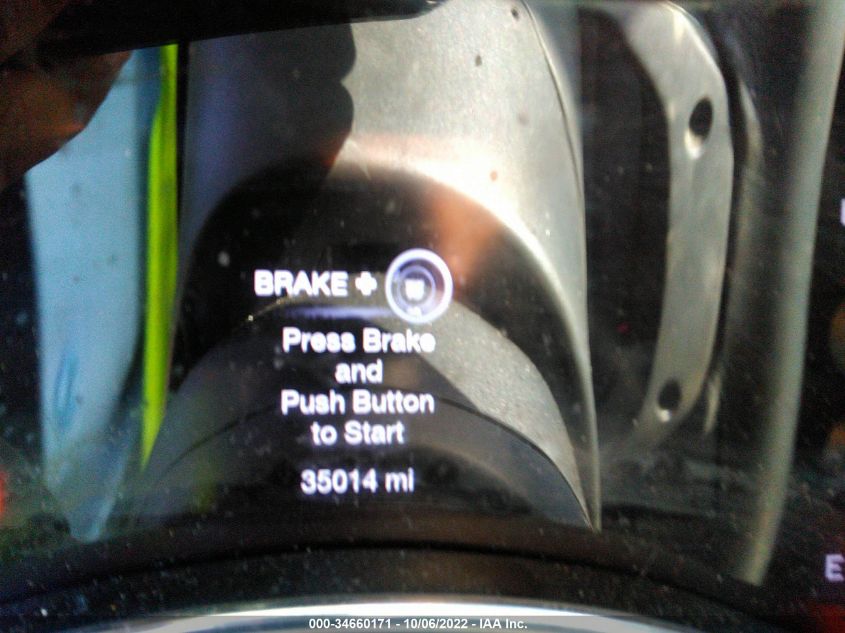 BRAKE +
Press Brake
and
Push Button
to Start
35014 mi
E
000-34660171 - 10/06/2022 - IAA Inc.